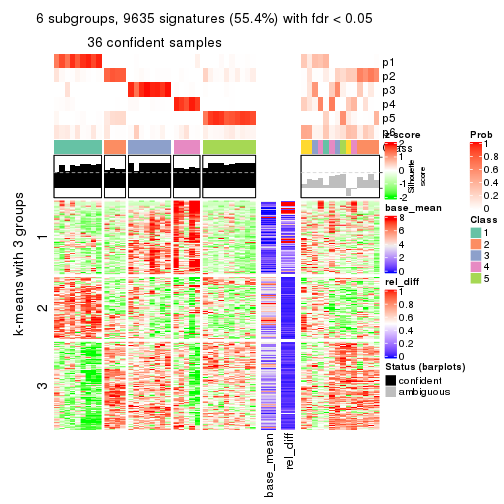 6 subgroups, 9635 signatures (55.4%) with fdr < 0.05
36 confident samples
p1
p2
p3
p4
p5
p6
Class
z-score
2
1
0
-1
-2
Silhouette
score
Prob
1
0.8
0.6
0.4
0.2
0
base_mean
8
6
4
2
0
Class
1
2
3
4
5
rel_diff
1
0.8
0.6
0.4
0.2
0
Status (barplots)
confident
ambiguous
k-means with 3 groups
1
2
3
base_mean
rel_diff